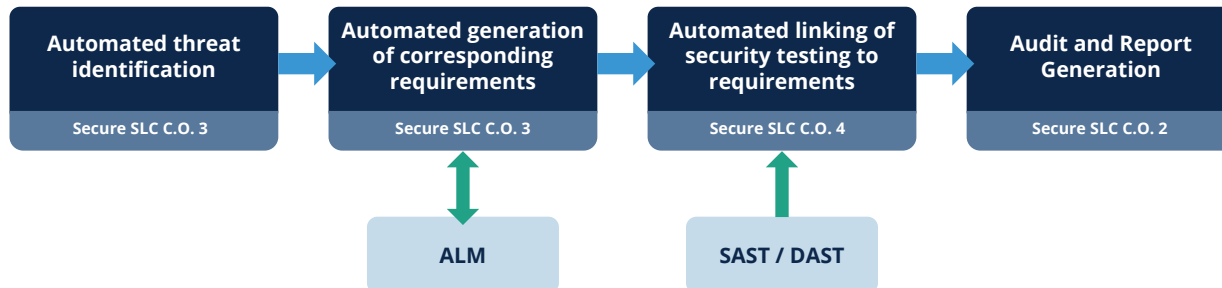 Automated threat
identification
Secure SLC C.O. 3
Automated generation
of corresponding
requirements
Secure SLC C.O. 3
Automated linking of
security testing to
requirements
Secure SLC C.O. 4
Audit and Report
Generation
Secure SLC C.O. 2
ALM
SAST / DAST